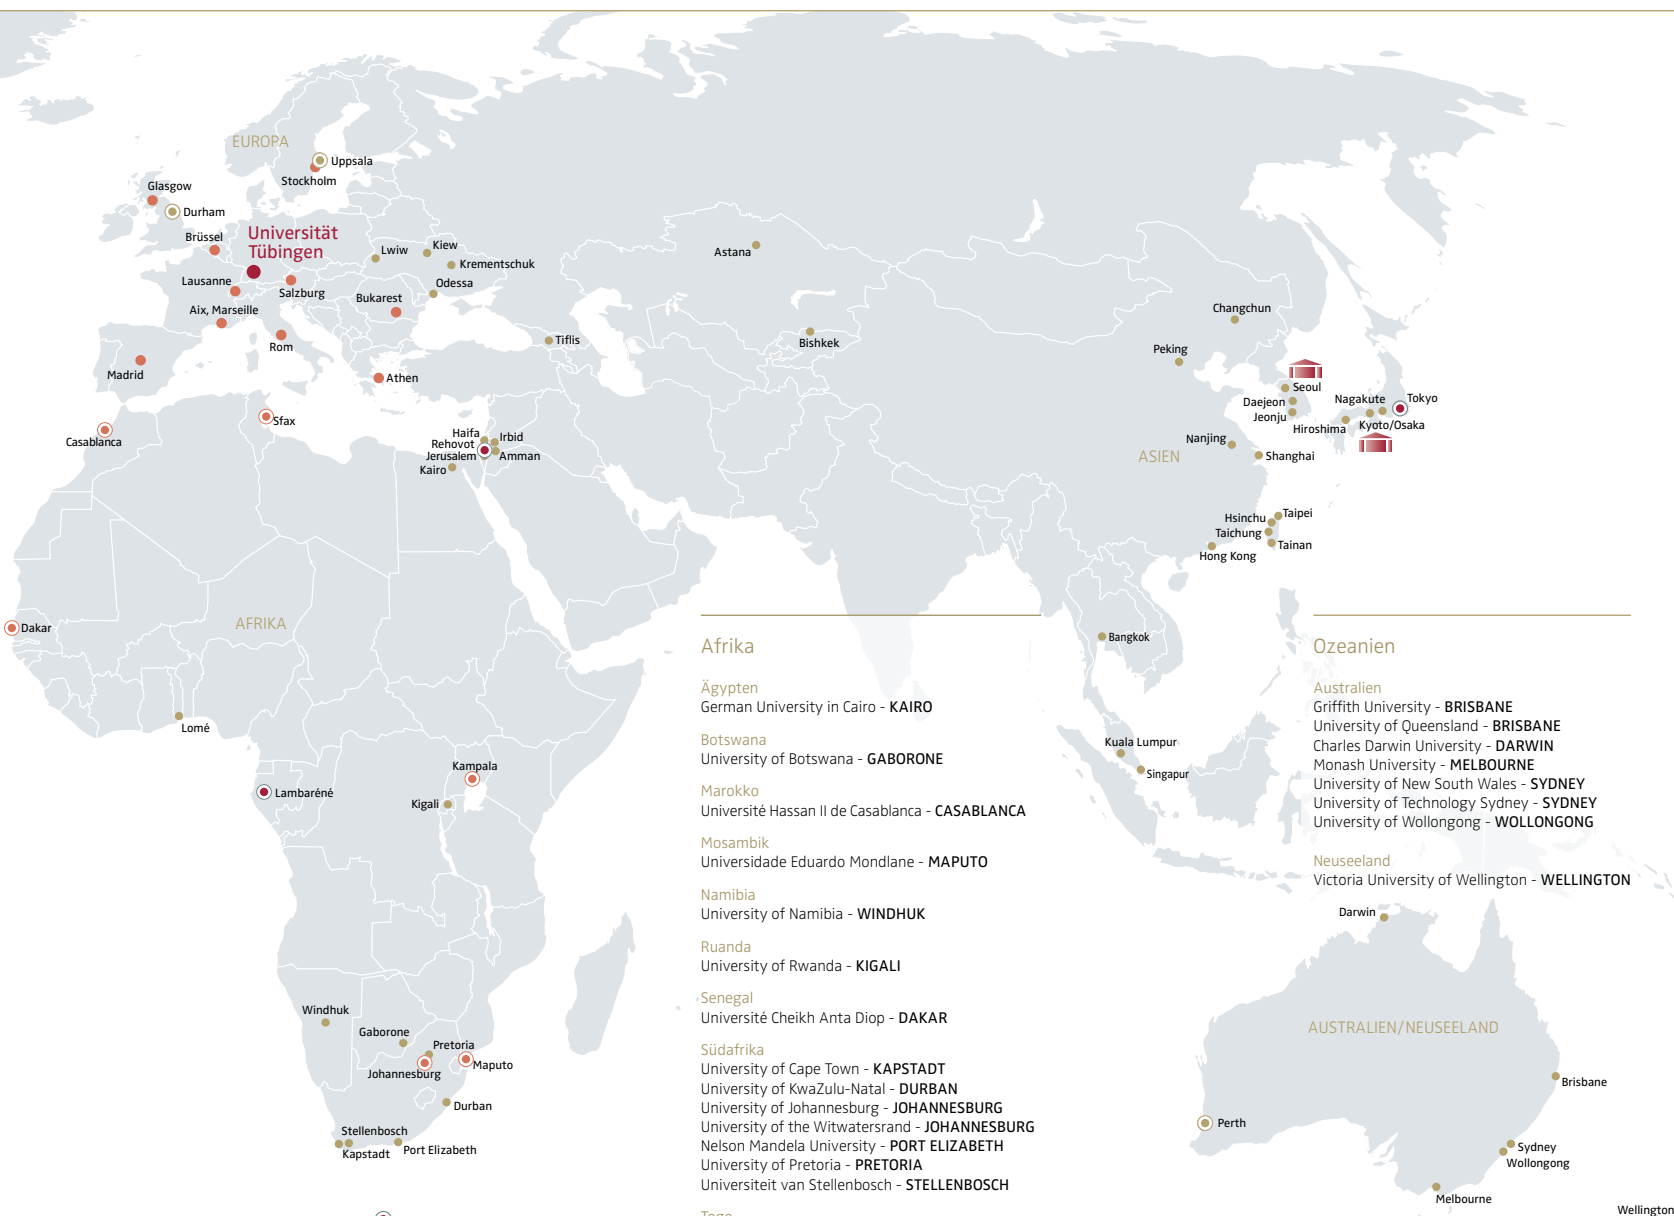 EUROPA
Uppsala
Stockholm
Glasgow
Durham
Brüssel
Universität
Tübingen
Lwiw
Kiew
Krementschuk
Odessa
Lausanne
Salzburg
Bukarest
Aix, Marseille
Rom
Madrid
Athen
Tiflis
Astana
Bishkek
Changchun
Peking
Seoul
Daejeon
Jeonju
Nagakute
Tokyo
Hiroshima
Kyoto/Osaka
Nanjing
ASIEN
Shanghai
Casablanca
Sfax
Haifa
Irbid
Rehovot
Jerusalem
Amman
Kairo
Hsinchu
Taipei
Taichung
Tainan
Hong Kong
Dakar
AFRIKA
Bangkok
Lomé
Kuala Lumpur
Singapur
Kampala
Lambaréné
Kigali
Windhuk
Gaborone
Pretoria
Johannesburg
Maputo
Durban
Stellenbosch
Kapstadt
Port Elizabeth
Afrika
Ägypten
German University in Cairo - KAIRO
Botswana
University of Botswana - GABORONE
Marokko
Université Hassan II de Casablanca - CASABLANCA
Mosambik
Universidade Eduardo Mondlane - MAPUTO
Namibia
University of Namibia - WINDHUK
Ruanda
University of Rwanda - KIGALI
Senegal
Université Cheikh Anta Diop - DAKAR
Südafrika
University of Cape Town - KAPSTADT
University of KwaZulu-Natal - DURBAN
University of Johannesburg - JOHANNESBURG
University of the Witwatersrand - JOHANNESBURG
Nelson Mandela University - PORT ELIZABETH
University of Pretoria - PRETORIA
Universiteit van Stellenbosch - STELLENBOSCH
Togo
Ozeanien
Australien
Griffith University - BRISBANE
University of Queensland - BRISBANE
Charles Darwin University - DARWIN
Monash University - MELBOURNE
University of New South Wales - SYDNEY
University of Technology Sydney - SYDNEY
University of Wollongong - WOLLONGONG
Neuseeland
Victoria University of Wellington - WELLINGTON
Darwin
AUSTRALIEN/NEUSEELAND
Brisbane
Perth
Sydney
Wollongong
Melbourne
Wellington